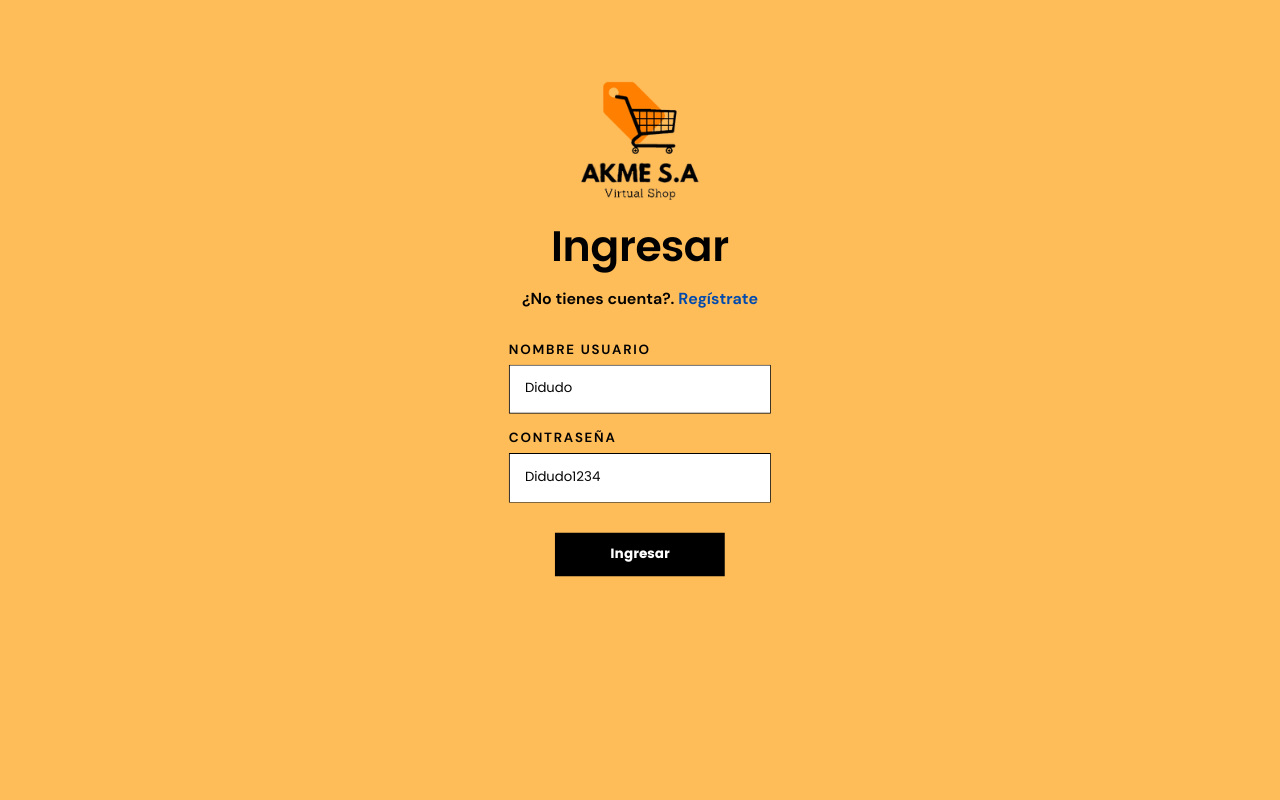 AKME S.A
Virtual Shop
Ingresar
¿No tienes cuenta?. Regístrate
NOMBRE USUARIO
Didudo
CONTRASEÑA
Didudo1234
Ingresar